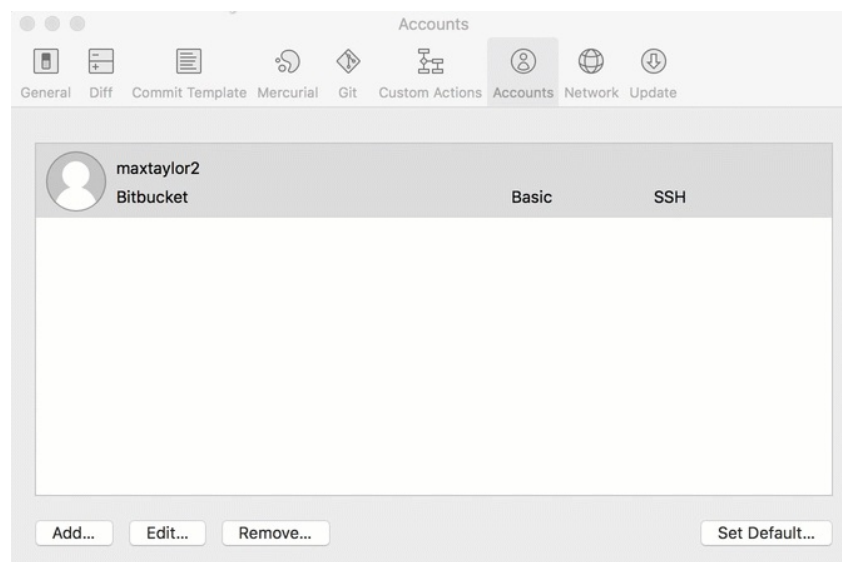 Accounts
General Diff Commit Template Mercurial Git Custom Actions Accounts Network Update
maxtaylor2
Bitbucket Basic SSH
Add... Edit... Remove... Set Default...